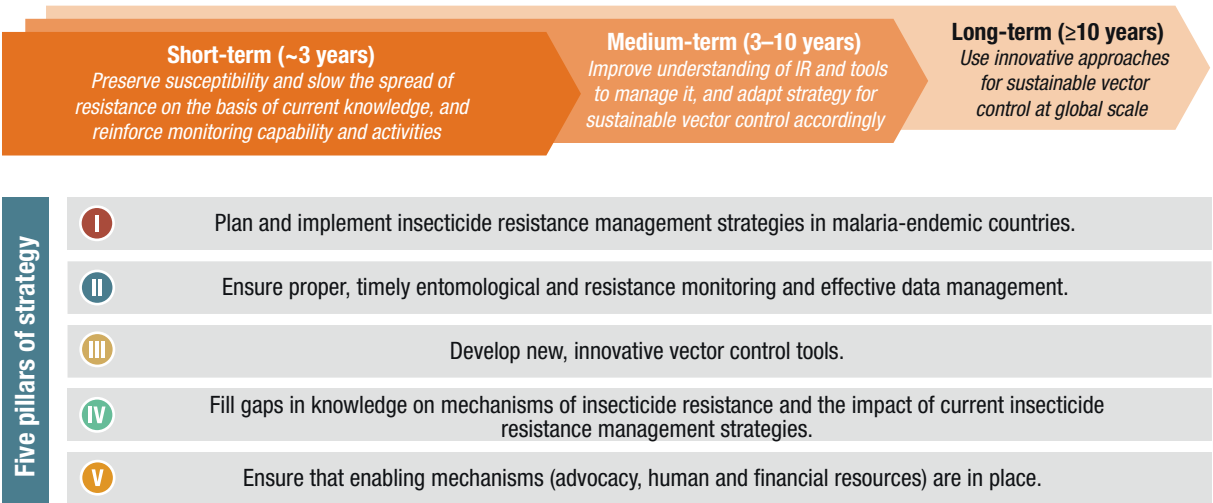 Short-term (~3 years)
Preserve susceptibility and slow the spread of
resistance on the basis of current knowledge, and
reinforce monitoring capability and activities
Medium-term (3–10 years)
Improve understanding of IR and tools
to manage it, and adapt strategy for
sustainable vector control accordingly
Long-term (≥10 years)
Use innovative approaches
for sustainable vector
control at global scale
Five pillars of strategy
I
Plan and implement insecticide resistance management strategies in malaria-endemic countries.
II
Ensure proper, timely entomological and resistance monitoring and effective data management.
III
Develop new, innovative vector control tools.
IV
Fill gaps in knowledge on mechanisms of insecticide resistance and the impact of current insecticide
resistance management strategies.
V
Ensure that enabling mechanisms (advocacy, human and financial resources) are in place.